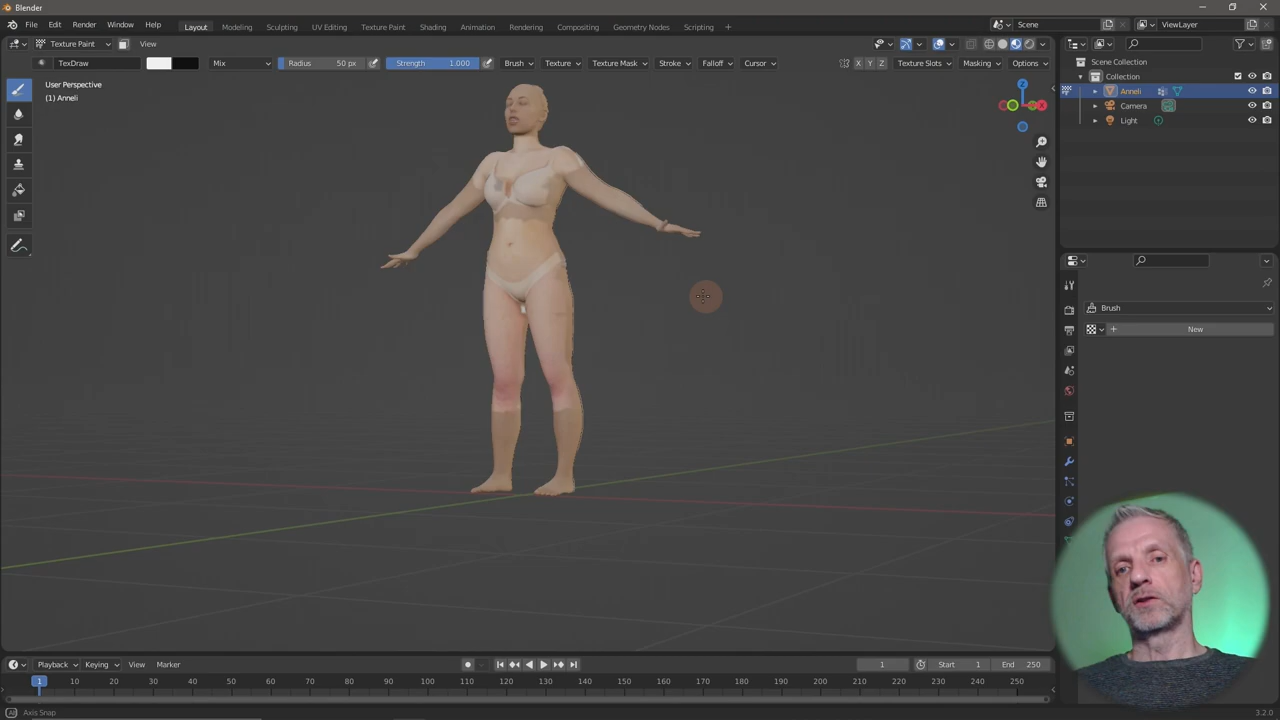 Blender
File Edit Render Window Help Layout Modeling Sculpting UV Editing Texture Paint Shading Animation Rendering Compositing Geometry Nodes Scripting + Scene ViewLayer
Texture Paint View
TexDraw Mix Radius 50 px Strength 1.000 Brush Texture Texture Mask Stroke Falloff Cursor X Y Z Texture Slots Masking Options
User Perspective
(1) Anneli
Z
X
Scene Collection
Collection
Anneli
Camera
Light
Brush
+ New
Playback Keying View Marker 1 Start 1 End 250
1 10 20 30 40 50 60 70 80 90 100 110 120 130 140 150 160 170 180 190 200 210 220 230 240 250
Axis Snap 3.2.0